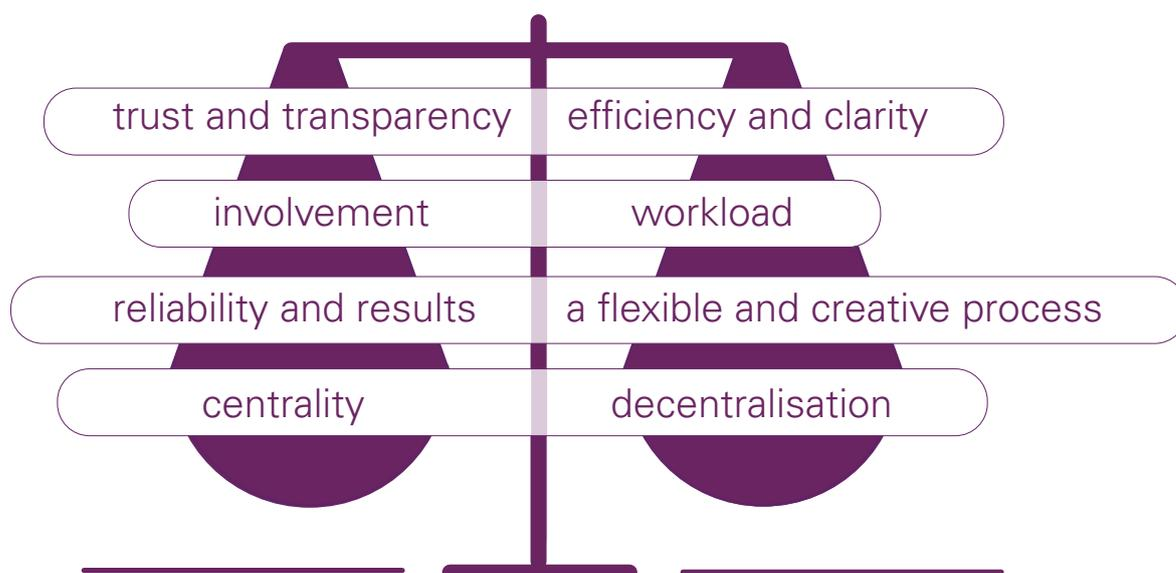 trust and transparency efficiency and clarity
involvement workload
reliability and results a flexible and creative process
centrality decentralisation